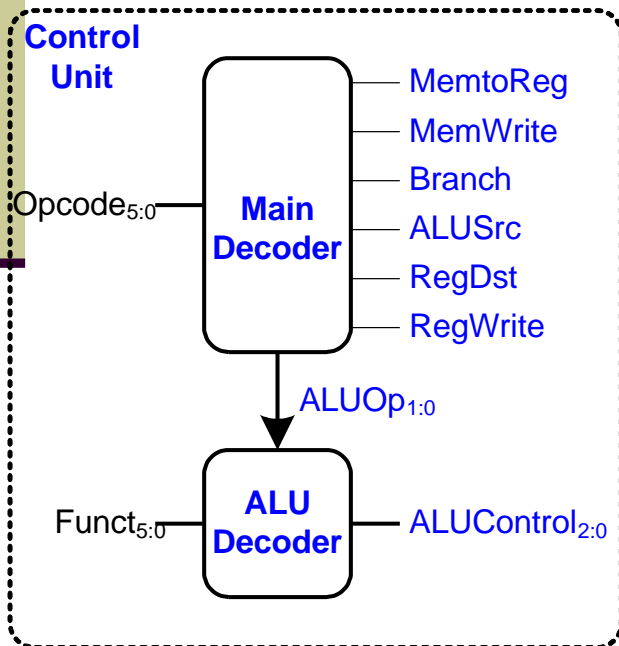 Control
Unit
MemtoReg
MemWrite
Branch
Opcode5:0
Main
Decoder
ALUSrc
RegDst
RegWrite
ALUOp1:0
Funct5:0
ALU
Decoder
ALUControl2:0